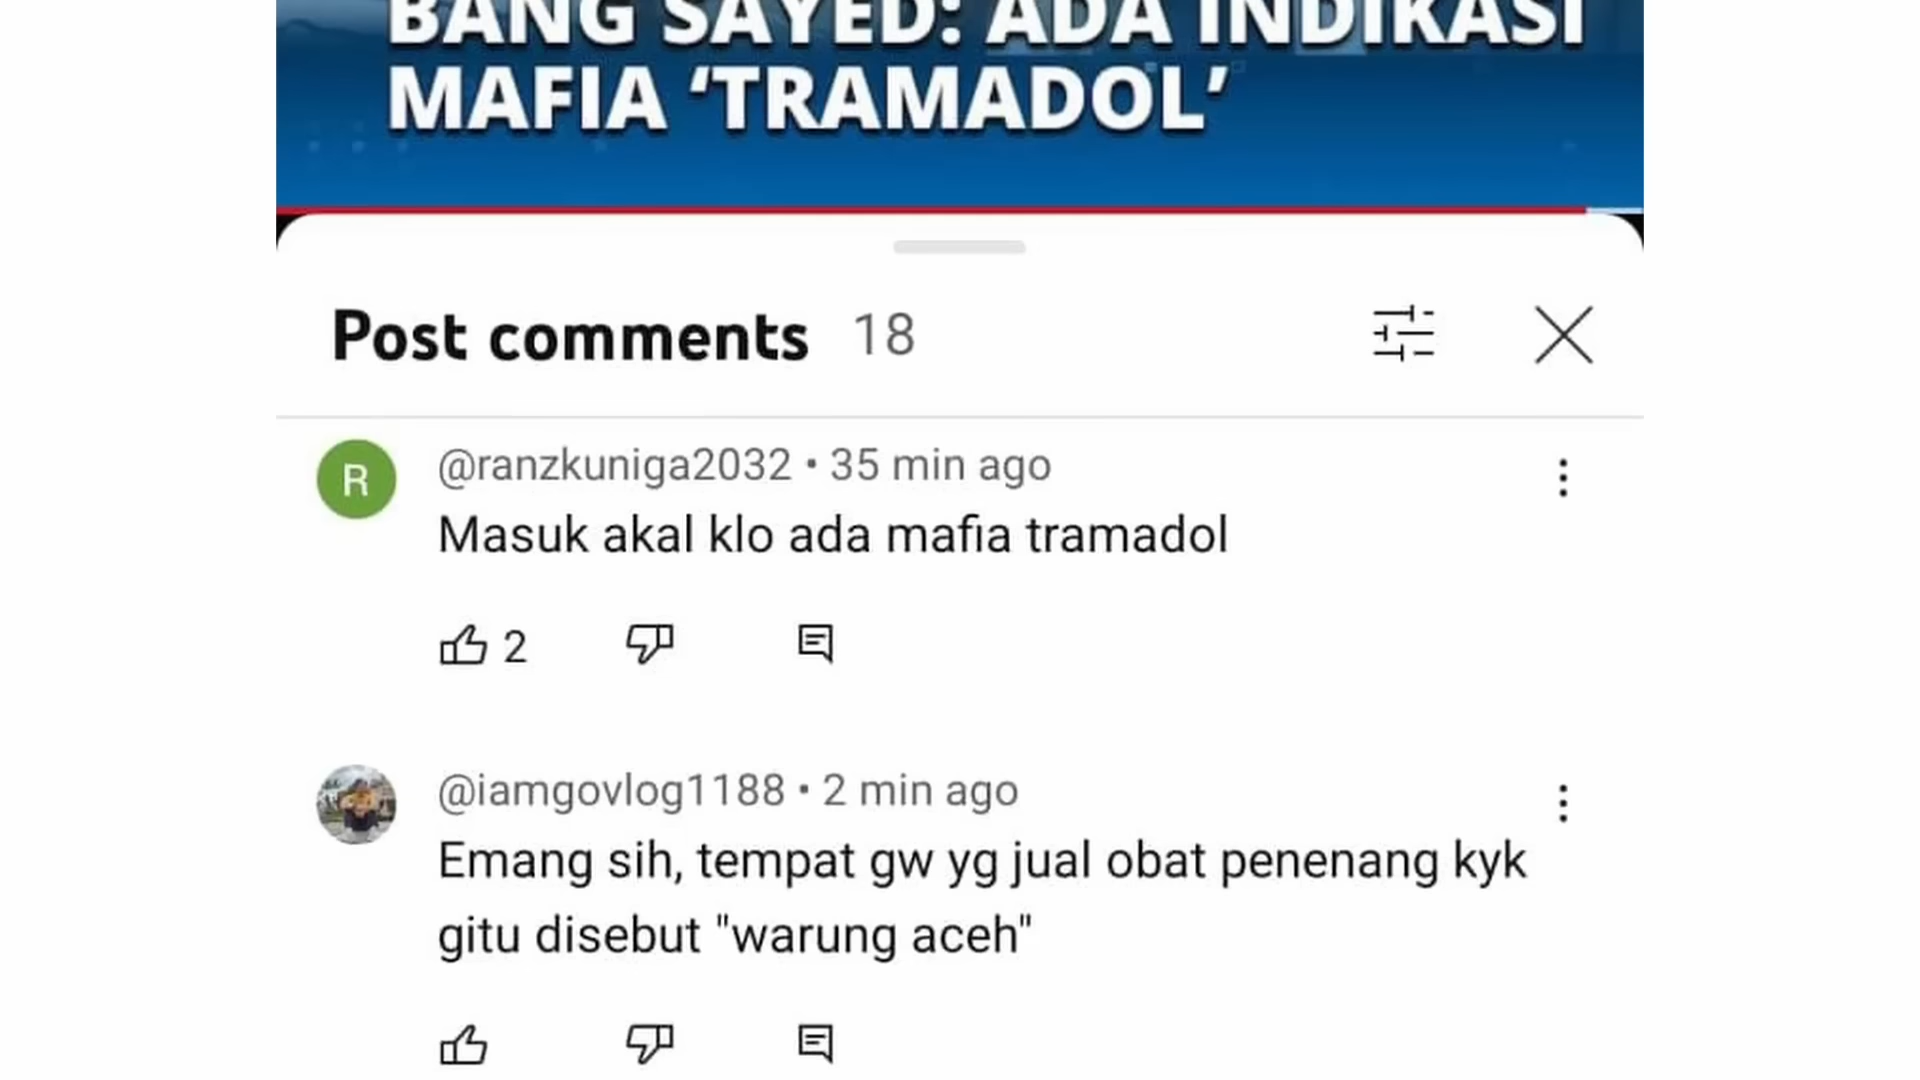 BANG SAYED: ADA INDIKASI
MAFIA ‘TRAMADOL’
Post comments 18
R
@ranzkuniga2032 • 35 min ago
Masuk akal klo ada mafia tramadol
2
@iamgovlog1188 • 2 min ago
Emang sih, tempat gw yg jual obat penenang kyk
gitu disebut "warung aceh"